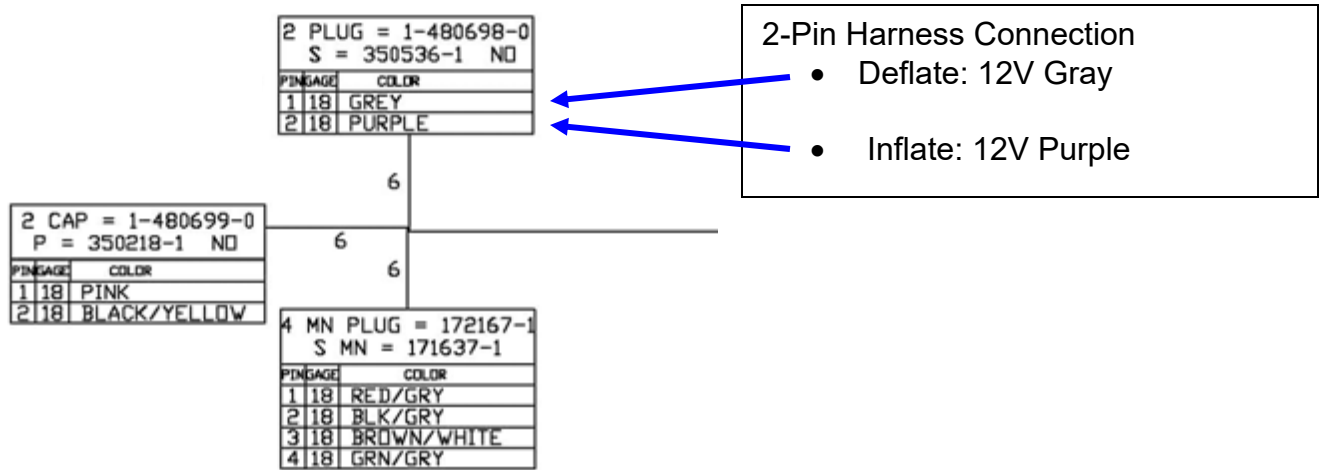 2 PLUG = 1-480698-0
S = 350536-1 NO
PIN GAGE COLOR
1 18 GREY
2 18 PURPLE
2-Pin Harness Connection
• Deflate: 12V Gray
• Inflate: 12V Purple
6
2 CAP = 1-480699-0
P = 350218-1 NO
PIN GAGE COLOR
1 18 PINK
2 18 BLACK/YELLOW
6
6
4 MN PLUG = 172167-1
S MN = 171637-1
PIN GAGE COLOR
1 18 RED/GRY
2 18 BLK/GRY
3 18 BROWN/WHITE
4 18 GRN/GRY